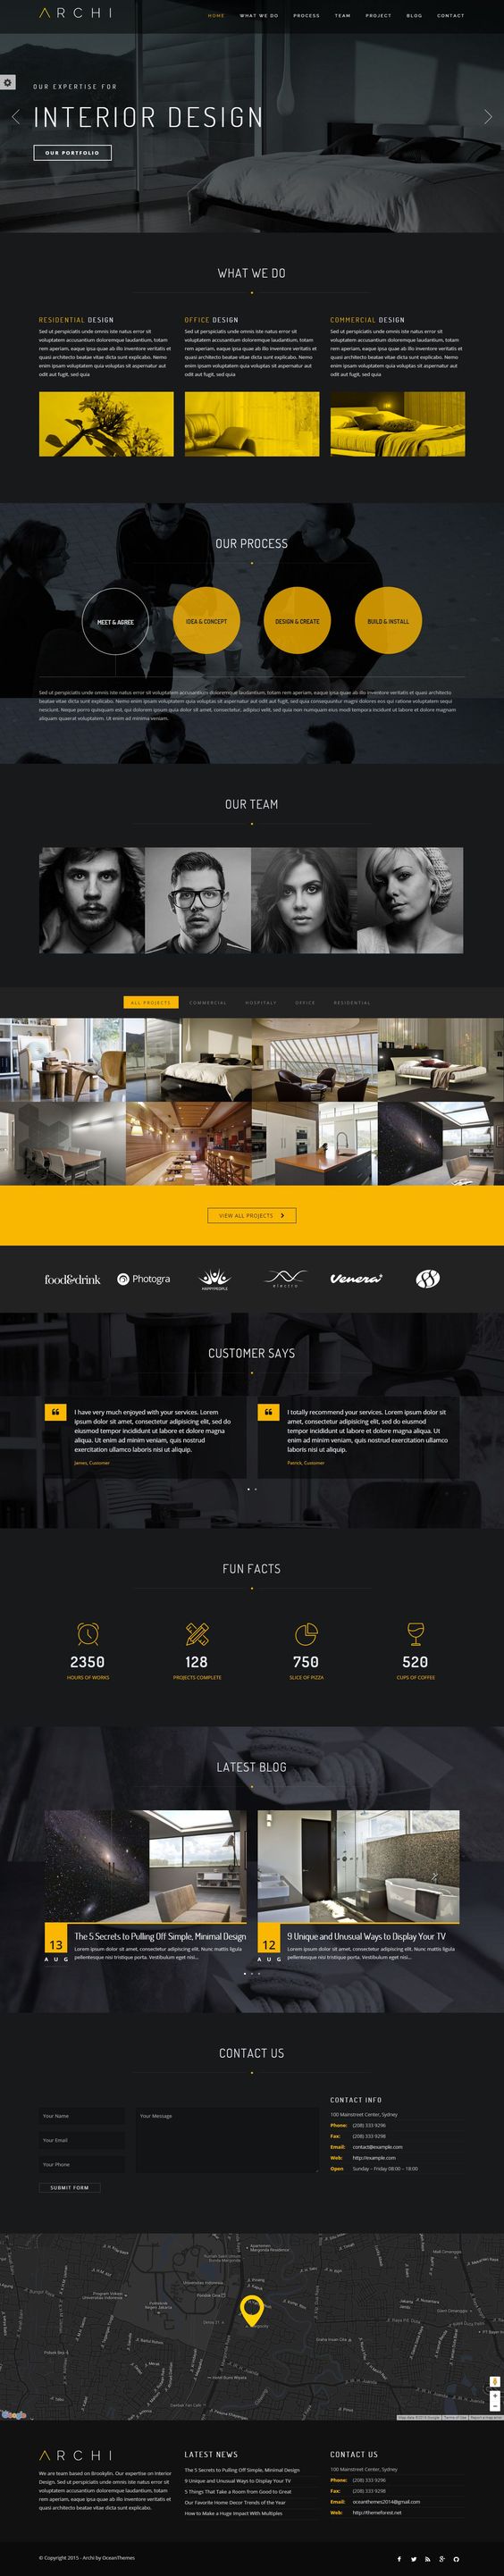 ARCHI
HOME WHAT WE DO PROCESS TEAM PROJECT BLOG CONTACT
OUR EXPERTISE FOR
INTERIOR DESIGN
OUR PORTFOLIO
WHAT WE DO
RESIDENTIAL DESIGN
Sed ut perspiciatis unde omnis iste natus error sit
voluptatem accusantium doloremque laudantium, totam
rem aperiam, eaque ipsa quae ab illo inventore veritatis et
quasi architecto beatae vitae dicta sunt explicabo. Nemo
enim ipsam voluptatem quia voluptas sit aspernatur aut
odit aut fugit, sed quia
OFFICE DESIGN
Sed ut perspiciatis unde omnis iste natus error sit
voluptatem accusantium doloremque laudantium, totam
rem aperiam, eaque ipsa quae ab illo inventore veritatis et
quasi architecto beatae vitae dicta sunt explicabo. Nemo
enim ipsam voluptatem quia voluptas sit aspernatur aut
odit aut fugit, sed quia
COMMERCIAL DESIGN
Sed ut perspiciatis unde omnis iste natus error sit
voluptatem accusantium doloremque laudantium, totam
rem aperiam, eaque ipsa quae ab illo inventore veritatis et
quasi architecto beatae vitae dicta sunt explicabo. Nemo
enim ipsam voluptatem quia voluptas sit aspernatur aut
odit aut fugit, sed quia
OUR PROCESS
MEET & AGREE
IDEA & CONCEPT
DESIGN & CREATE
BUILD & INSTALL
Sed ut perspiciatis unde omnis iste natus error sit voluptatem accusantium doloremque laudantium, totam rem aperiam, eaque ipsa quae ab illo inventore veritatis et quasi architecto
beatae vitae dicta sunt explicabo. Nemo enim ipsam voluptatem quia voluptas sit aspernatur aut odit aut fugit, sed quia consequuntur magni dolores eos qui ratione voluptatem sequi
nesciunt. Neque porro quisquam est, qui dolorem ipsum quia dolor sit amet, consectetur, adipisci velit, sed quia non numquam eius modi tempora incidunt ut labore et dolore magnam
aliquam quaerat voluptatem. Ut enim ad minima veniam.
OUR TEAM
ALL PROJECTS COMMERCIAL HOSPITALY OFFICE RESIDENTIAL
VIEW ALL PROJECTS
food&drink
Photogra
HAPPYPEOPLE
electro
Venera
CUSTOMER SAYS
I have very much enjoyed with your services. Lorem
ipsum dolor sit amet, consectetur adipisicing elit, sed do
eiusmod tempor incididunt ut labore et dolore magna
aliqua. Ut enim ad minim veniam, quis nostrud
exercitation ullamco laboris nisi ut aliquip.
James, Customer
I totally recommend your services. Lorem ipsum dolor sit
amet, consectetur adipisicing elit, sed do eiusmod
tempor incididunt ut labore et dolore magna aliqua. Ut
enim ad minim veniam, quis nostrud exercitation ullamco
laboris nisi ut aliquip.
Patrick, Customer
FUN FACTS
2350
HOURS OF WORKS
128
PROJECTS COMPLETE
750
SLICE OF PIZZA
520
CUPS OF COFFEE
LATEST BLOG
13
AUG
The 5 Secrets to Pulling Off Simple, Minimal Design
Lorem ipsum dolor sit amet, consectetur adipiscing elit. Nunc mattis ligula
pellentesque nisi tristique porta. Vestibulum eget nisi...
12
AUG
9 Unique and Unusual Ways to Display Your TV
Lorem ipsum dolor sit amet, consectetur adipiscing elit. Nunc mattis ligula
pellentesque nisi tristique porta. Vestibulum eget nisi...
CONTACT US
Your Name
Your Email
Your Phone
Your Message
SUBMIT FORM
CONTACT INFO
100 Mainstreet Center, Sydney
Phone: (208) 333 9296
Fax: (208) 333 9298
Email: contact@example.com
Web: http://example.com
Open Sunday - Friday 08:00 - 18:00
Google
ARCHI
We are team based on Brooklyn. Our expertise on Interior
Design. Sed ut perspiciatis unde omnis iste natus error sit
voluptatem accusantium doloremque laudantium, totam
rem aperiam, eaque ipsa quae ab illo inventore veritatis et
quasi architecto beatae vitae dicta sunt explicabo.
LATEST NEWS
The 5 Secrets to Pulling Off Simple, Minimal Design
9 Unique and Unusual Ways to Display Your TV
5 Things That Take a Room from Good to Great
Our Favorite Home Decor Trends of the Year
How to Make a Huge Impact With Multiples
CONTACT US
100 Mainstreet Center, Sydney
Phone: (208) 333 9296
Fax: (208) 333 9298
Email: oceanthemes2014@gmail.com
Web: http://themeforest.net
© Copyright 2015 - Archi by OceanThemes